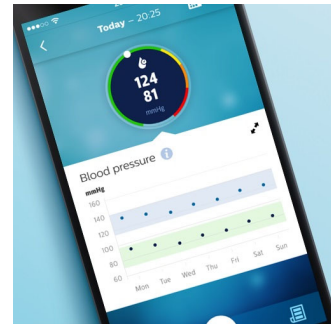 Today – 20:25
124
81
mmHg
Blood pressure i
mmHg
160
140
120
100
80
60
Mon Tue Wed Thu Fri Sat Sun